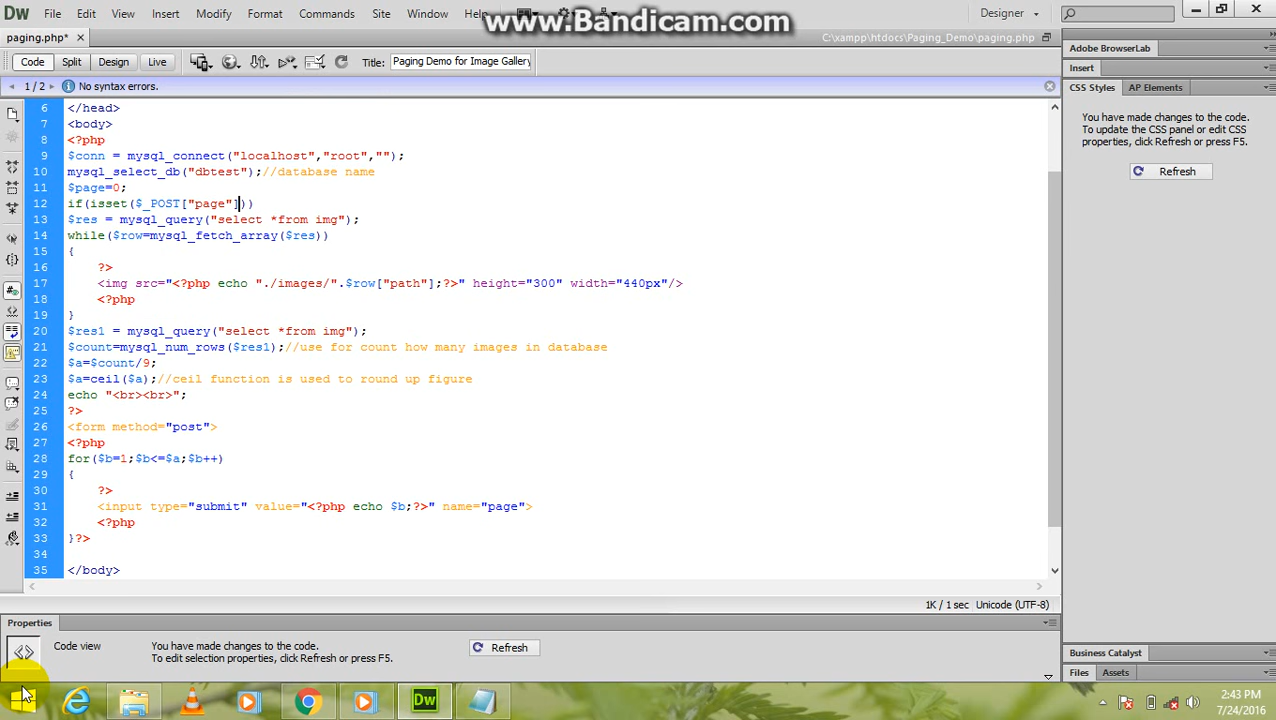 Dw File Edit View Insert Modify Format Commands Site Window Help Designer
www.Bandicam.com
paging.php* C:\xampp\htdocs\Paging_Demo\paging.php
Code Split Design Live Title: Paging Demo for Image Gallery
1 / 2 No syntax errors.
6 </head>
7 <body>
8 <?php
9 $conn = mysql_connect("localhost","root","");
10 mysql_select_db("dbtest");//database name
11 $page=0;
12 if(isset($_POST["page"]))
13 $res = mysql_query("select *from img");
14 while($row=mysql_fetch_array($res))
15 {
16 ?>
17 <img src="<?php echo "./images/".$row["path"];?>" height="300" width="440px"/>
18 <?php
19 }
20 $res1 = mysql_query("select *from img");
21 $count=mysql_num_rows($res1);//use for count how many images in database
22 $a=$count/9;
23 $a=ceil($a);//ceil function is used to round up figure
24 echo "<br><br>";
25 ?>
26 <form method="post">
27 <?php
28 for($b=1;$b<=$a;$b++)
29 {
30 ?>
31 <input type="submit" value="<?php echo $b;?>" name="page">
32 <?php
33 }?>
34
35 </body>
1K / 1 sec Unicode (UTF-8)
Properties
Code view
You have made changes to the code.
To edit selection properties, click Refresh or press F5.
Refresh
Adobe BrowserLab
Insert
CSS Styles AP Elements
You have made changes to the code.
To update the CSS panel or edit CSS
properties, click Refresh or press F5.
Refresh
Business Catalyst
Files Assets
Dw
2:43 PM
7/24/2016